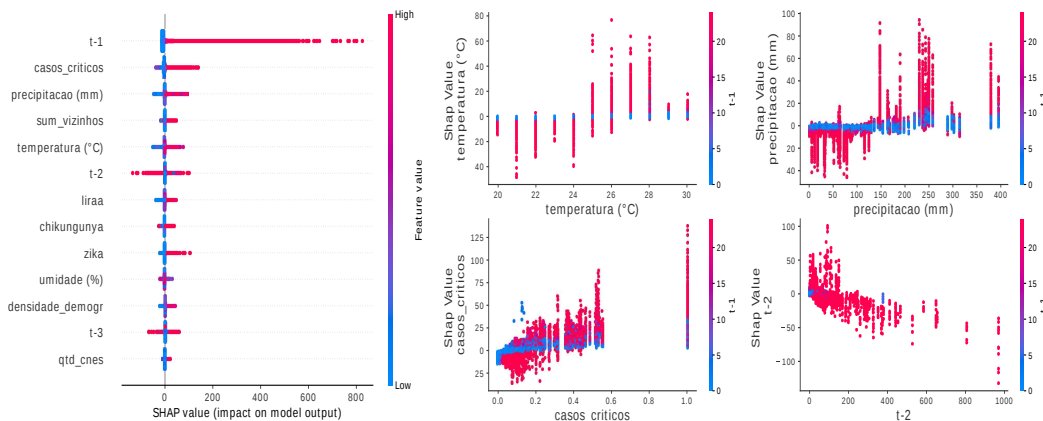 High
t-1
casos_criticos
precipitacao (mm)
sum_vizinhos
temperatura (°C)
t-2
liraa
chikungunya
zika
umidade (%)
densidade_demogr
t-3
qtd_cnes
Low
Feature value
0 200 400 600 800
SHAP value (impact on model output)
80
60
40
20
0
20
40
60
Shap Value
temperatura (°C)
20 22 24 26 28 30
temperatura (°C)
20
15
10
5
0
t-1
100
80
60
40
20
0
20
40
Shap Value
precipitacao (mm)
0 50 100 150 200 250 300 350 400
precipitacao (mm)
20
15
10
5
0
125
100
75
50
25
0
25
Shap Value
casos_criticos
0.0 0.2 0.4 0.6 0.8 1.0
casos criticos
20
15
10
5
0
t-1
100
50
0
−50
−100
Shap Value
t-2
0 200 400 600 800 1000
t-2
20
15
10
5
0